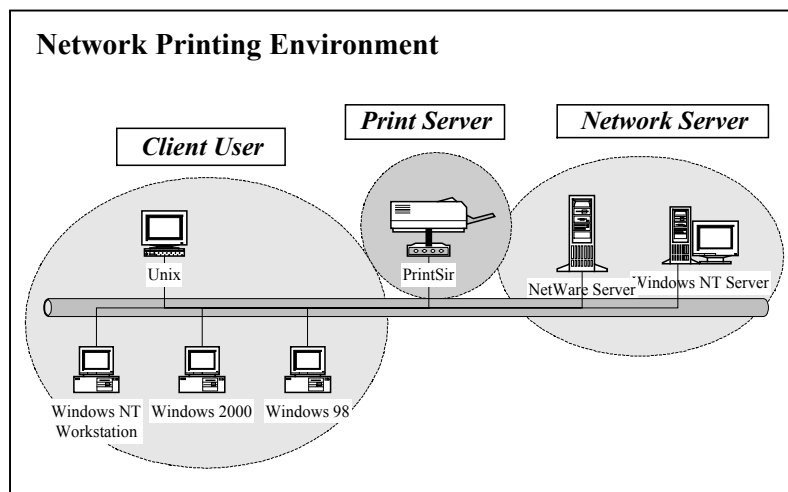 Network Printing Environment
Print Server
Network Server
Client User
Unix
PrintSir
NetWare Server
Windows NT Server
Windows NT
Workstation
Windows 2000
Windows 98